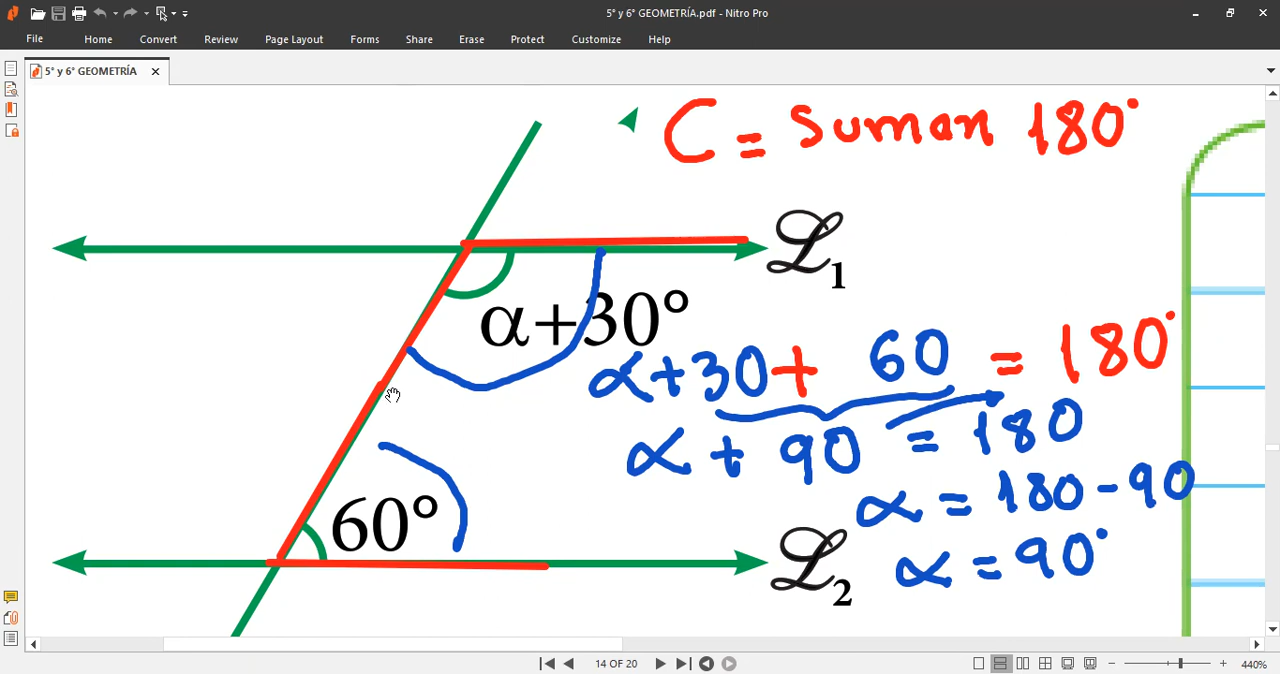 5° y 6° GEOMETRÍA.pdf - Nitro Pro
File Home Convert Review Page Layout Forms Share Erase Protect Customize Help
5° y 6° GEOMETRÍA
C = Suman 180°
L1
α+30°
α+30+ 60 = 180°
α + 90 = 180
α = 180-90
60°
α = 90°
L2
14 OF 20
440%